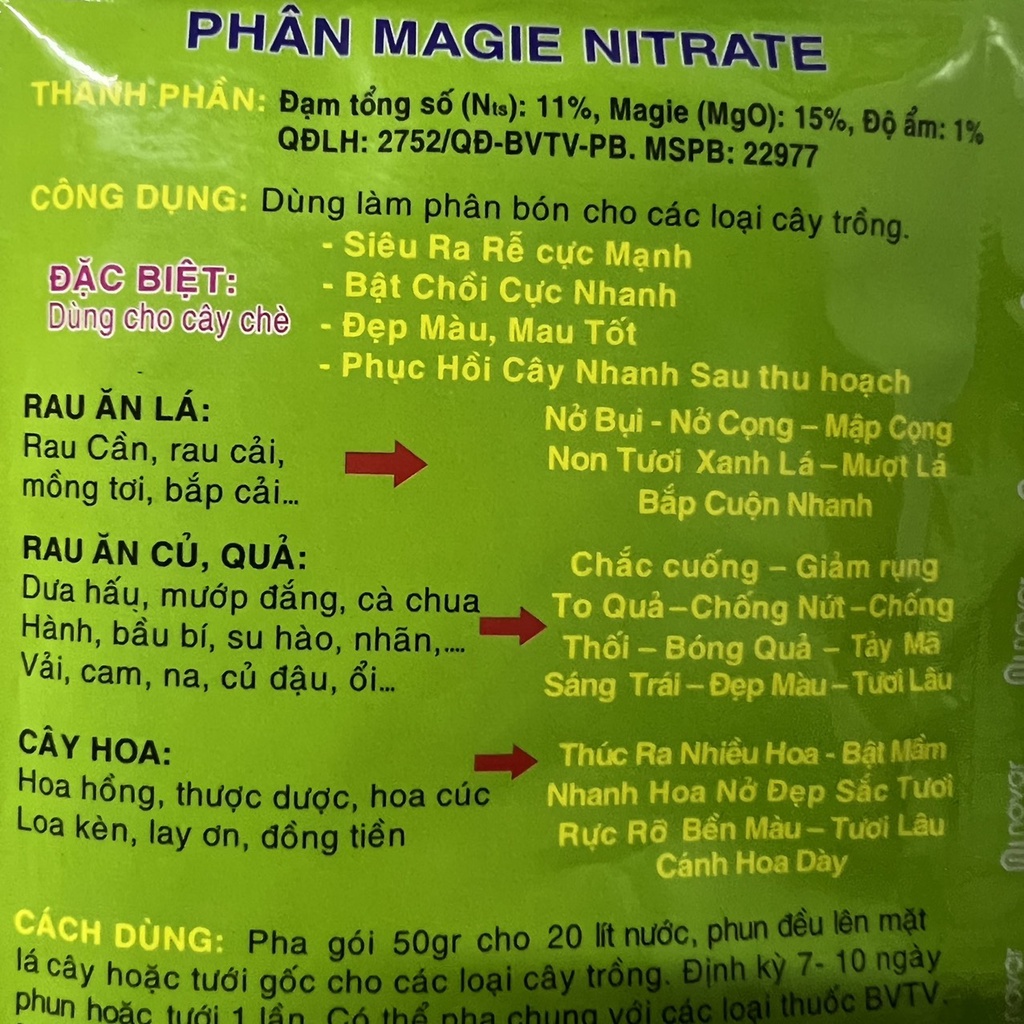 PHÂN MAGIE NITRATE
THÀNH PHẦN: Đạm tổng số (Nts): 11%, Magie (MgO): 15%, Độ ẩm: 1%
QĐLH: 2752/QĐ-BVTV-PB. MSPB: 22977
CÔNG DỤNG: Dùng làm phân bón cho các loại cây trồng.
- Siêu Ra Rễ cực Mạnh
ĐẶC BIỆT:
Dùng cho cây chè
- Bật Chồi Cực Nhanh
- Đẹp Màu, Mau Tốt
- Phục Hồi Cây Nhanh Sau thu hoạch
RAU ĂN LÁ:
Rau Cần, rau cải,
mồng tơi, bắp cải...
Nở Bụi - Nở Cọng – Mập Cọng
Non Tươi Xanh Lá – Mượt Lá
Bắp Cuộn Nhanh
RAU ĂN CỦ, QUẢ:
Dưa hấu, mướp đắng, cà chua
Hành, bầu bí, su hào, nhãn,....
Vải, cam, na, củ đậu, ổi...
Chắc cuống – Giảm rụng
To Quả – Chống Nứt – Chống
Thối – Bóng Quả – Tảy Mã
Sáng Trái – Đẹp Màu – Tươi Lâu
CÂY HOA:
Hoa hồng, thược dược, hoa cúc
Loa kèn, lay ơn, đồng tiền
Thúc Ra Nhiều Hoa - Bật Mầm
Nhanh Hoa Nở Đẹp Sắc Tươi
Rực Rỡ Bền Màu – Tươi Lâu
Cánh Hoa Dày
CÁCH DÙNG: Pha gói 50gr cho 20 lít nước, phun đều lên mặt
lá cây hoặc tưới gốc cho các loại cây trồng. Định kỳ 7- 10 ngày
phun hoặc tưới 1 lần. Có thể pha chung với các loại thuốc BVTV.